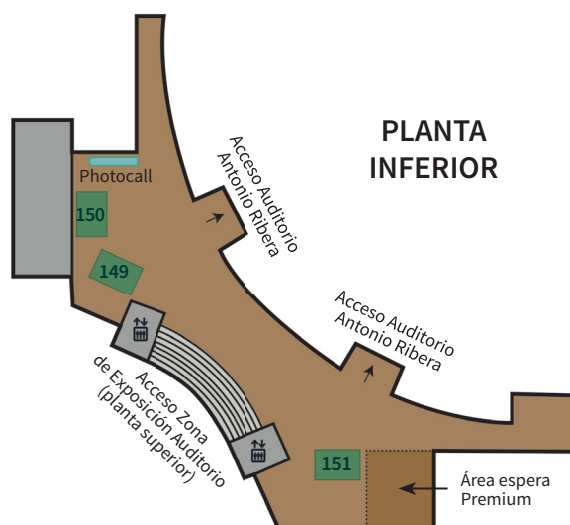 PLANTA
INFERIOR
Photocall
150
149
Acceso Auditorio
Antonio Ribera
Acceso Auditorio
Antonio Ribera
Acceso Zona
de Exposición Auditorio
(planta superior)
151
Área espera
Premium